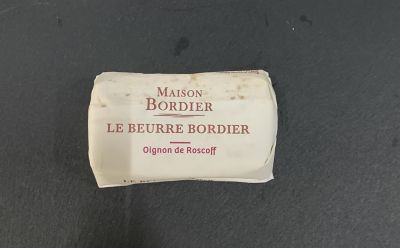 MAISON
BORDIER
LE BEURRE BORDIER
Oignon de Roscoff